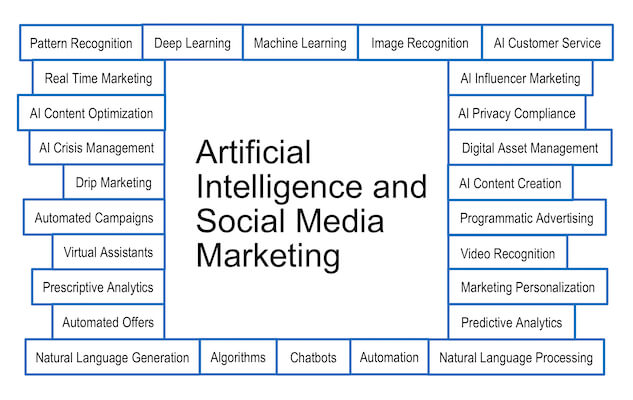 Pattern Recognition
Deep Learning
Machine Learning
Image Recognition
AI Customer Service
Real Time Marketing
AI Content Optimization
AI Crisis Management
Drip Marketing
Automated Campaigns
Virtual Assistants
Prescriptive Analytics
Automated Offers
Artificial
Intelligence and
Social Media
Marketing
AI Influencer Marketing
AI Privacy Compliance
Digital Asset Management
AI Content Creation
Programmatic Advertising
Video Recognition
Marketing Personalization
Predictive Analytics
Natural Language Generation
Algorithms
Chatbots
Automation
Natural Language Processing